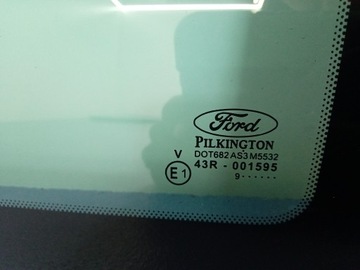 Ford
PILKINGTON
DOT682 AS3 M5532
V 43R - 001595
E1
9......